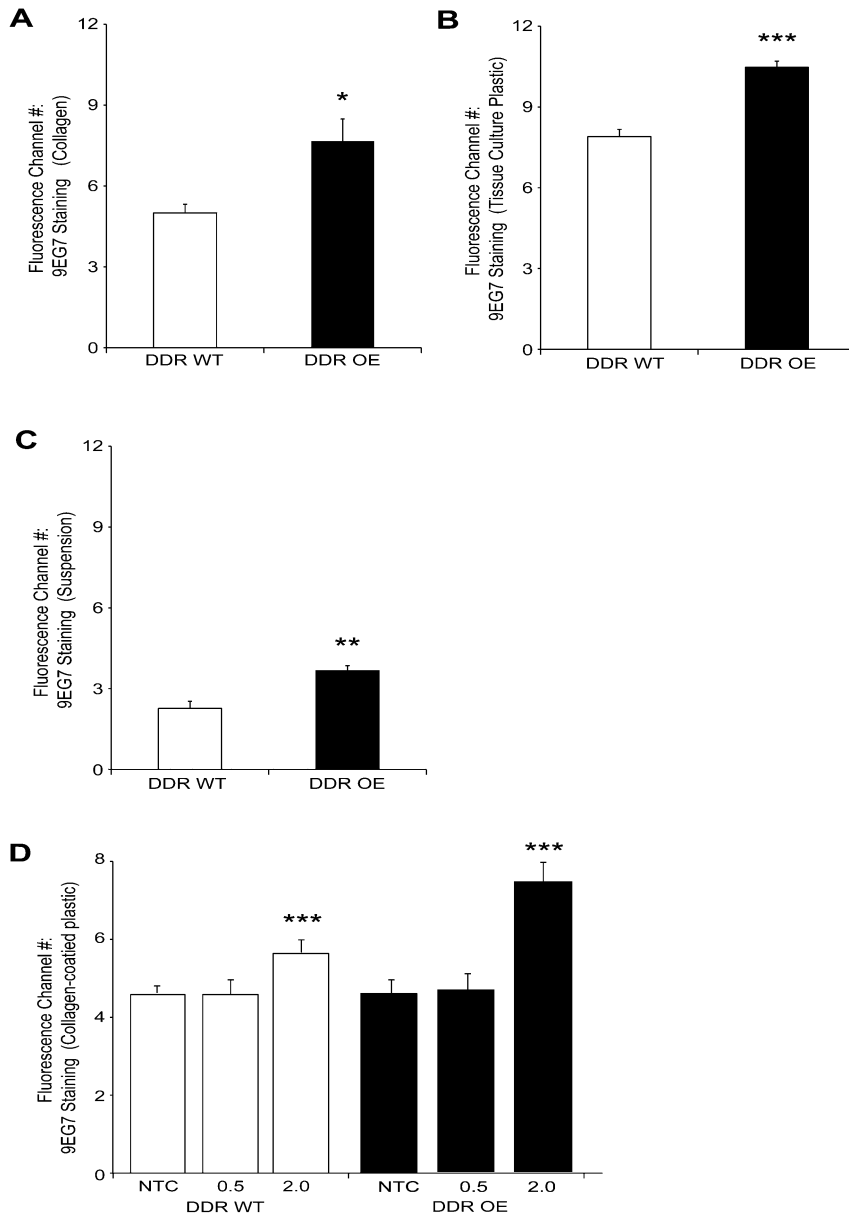 A
Fluorescence Channel #:
9EG7 Staining (Collagen)
12
9
6
3
0
*
DDR WT
DDR OE
B
Fluorescence Channel #:
9EG7 Staining (Tissue Culture Plastic)
12
9
6
3
0
***
DDR WT
DDR OE
C
Fluorescence Channel #:
9EG7 Staining (Suspension)
12
9
6
3
0
**
DDR WT
DDR OE
D
Fluorescence Channel #:
9EG7 Staining (Collagen-coatied plastic)
8
6
4
2
0
***
***
NTC 0.5 2.0 NTC 0.5 2.0
DDR WT DDR OE